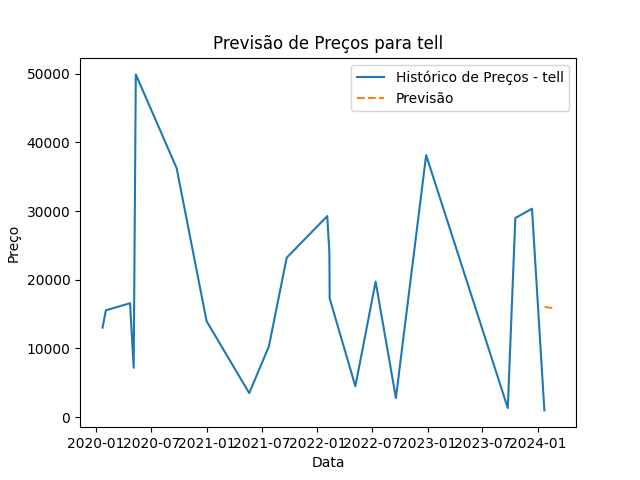 Previsão de Preços para tell
Histórico de Preços - tell
Previsão
50000
40000
30000
20000
10000
0
Preço
2020-01 2020-07 2021-01 2021-07 2022-01 2022-07 2023-01 2023-07 2024-01
Data